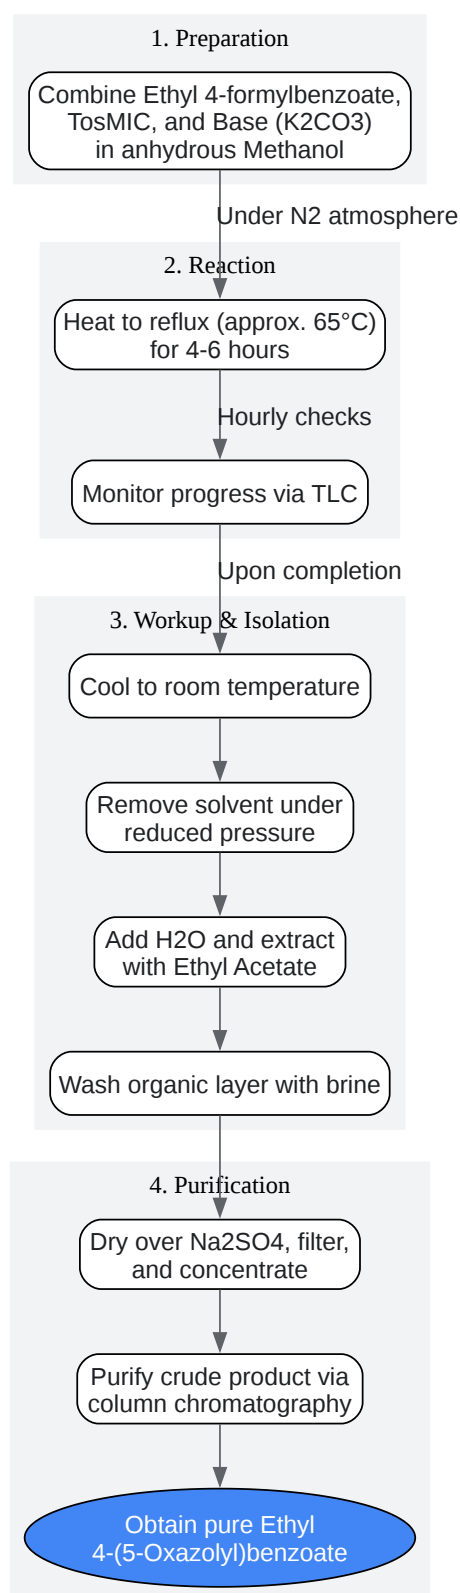 1. Preparation
Combine Ethyl 4-formylbenzoate,
TosMIC, and Base (K2CO3)
in anhydrous Methanol
Under N2 atmosphere
2. Reaction
Heat to reflux (approx. 65°C)
for 4-6 hours
Hourly checks
Monitor progress via TLC
Upon completion
3. Workup & Isolation
Cool to room temperature
Remove solvent under
reduced pressure
Add H2O and extract
with Ethyl Acetate
Wash organic layer with brine
4. Purification
Dry over Na2SO4, filter,
and concentrate
Purify crude product via
column chromatography
Obtain pure Ethyl
4-(5-Oxazolyl)benzoate